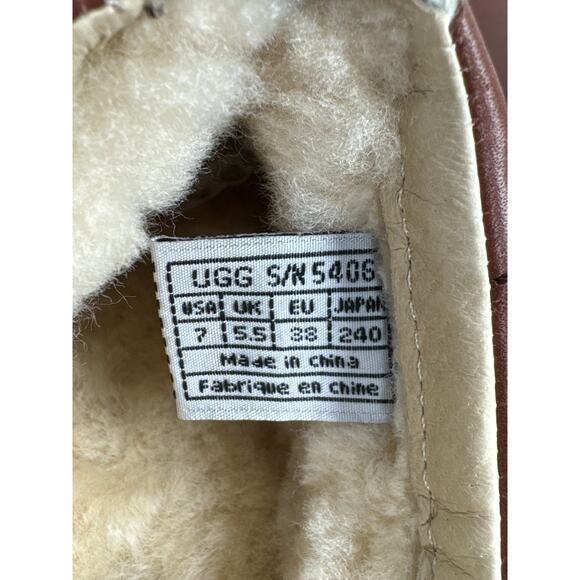 UGG S/N 5406
USA UK EU JAPAN
7 5.5 38 240
Made in China
Fabrique en chine